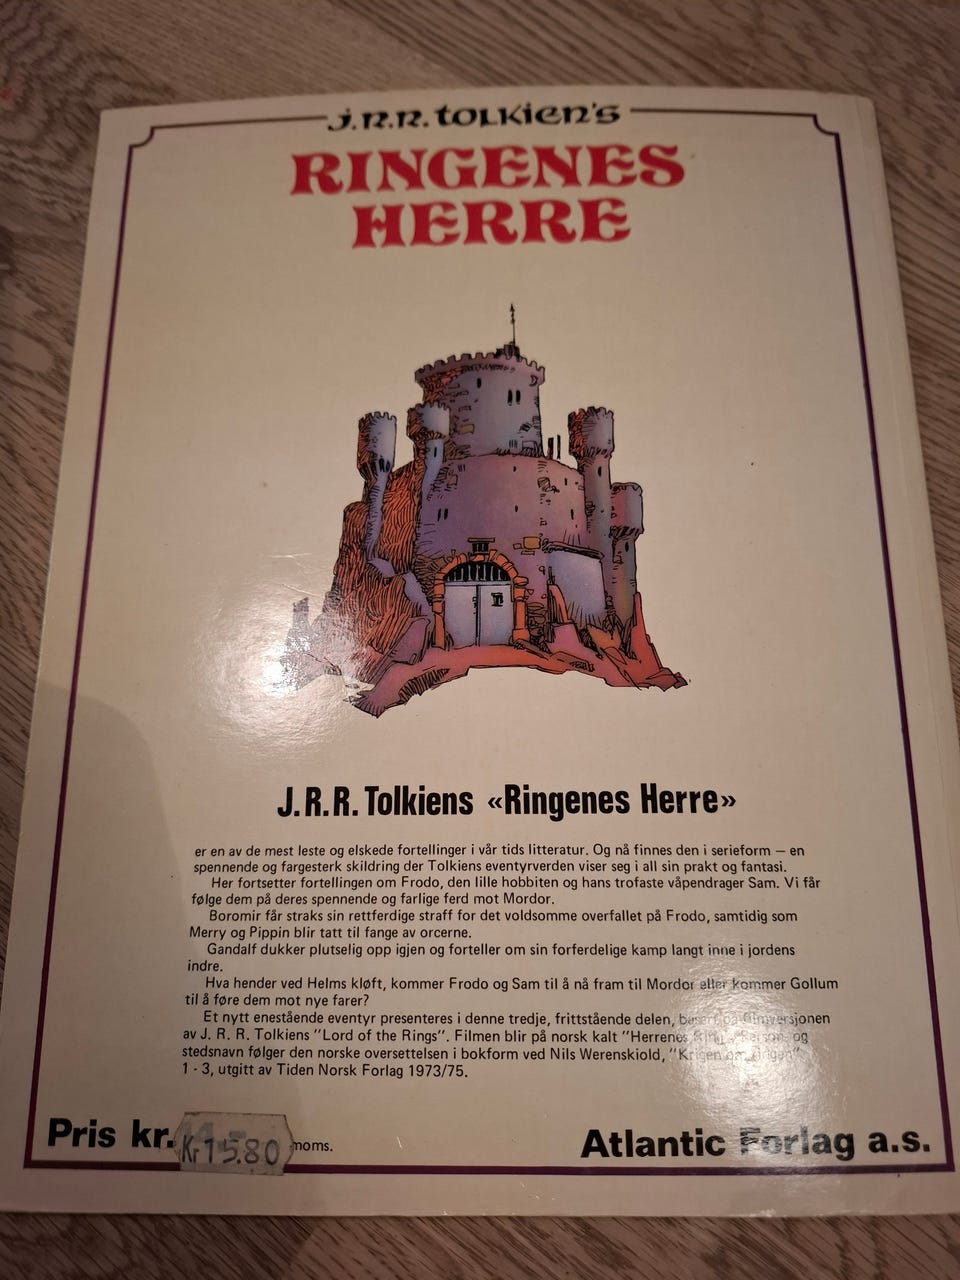 J.R.R. TOLKIEN'S
RINGENES
HERRE
J.R.R. Tolkiens «Ringenes Herre»
er en av de mest leste og elskede fortellinger i vår tids litteratur. Og nå finnes den i serieform — en
spennende og fargesterk skildring der Tolkiens eventyrverden viser seg i all sin prakt og fantasi.
Her fortsetter fortellingen om Frodo, den lille hobbiten og hans trofaste våpendrager Sam. Vi får
følge dem på deres spennende og farlige ferd mot Mordor.
Boromir får straks sin rettferdige straff for det voldsomme overfallet på Frodo, samtidig som
Merry og Pippin blir tatt til fange av orcerne.
Gandalf dukker plutselig opp igjen og forteller om sin forferdelige kamp langt inne i jordens
indre.
Hva hender ved Helms kløft, kommer Frodo og Sam til å nå fram til Mordor eller kommer Gollum
til å føre dem mot nye farer?
Et nytt enestående eventyr presenteres i denne tredje, frittstående delen, basert på filmversjonen
av J. R. R. Tolkiens "Lord of the Rings". Filmen blir på norsk kalt "Herrenes og
stedsnavn følger den norske oversettelsen i bokform ved Nils Werenskiold, "Krigen om ringen"
1 - 3, utgitt av Tiden Norsk Forlag 1973/75.
Pris kr. moms.
Kr 15.80
Atlantic Forlag a.s.